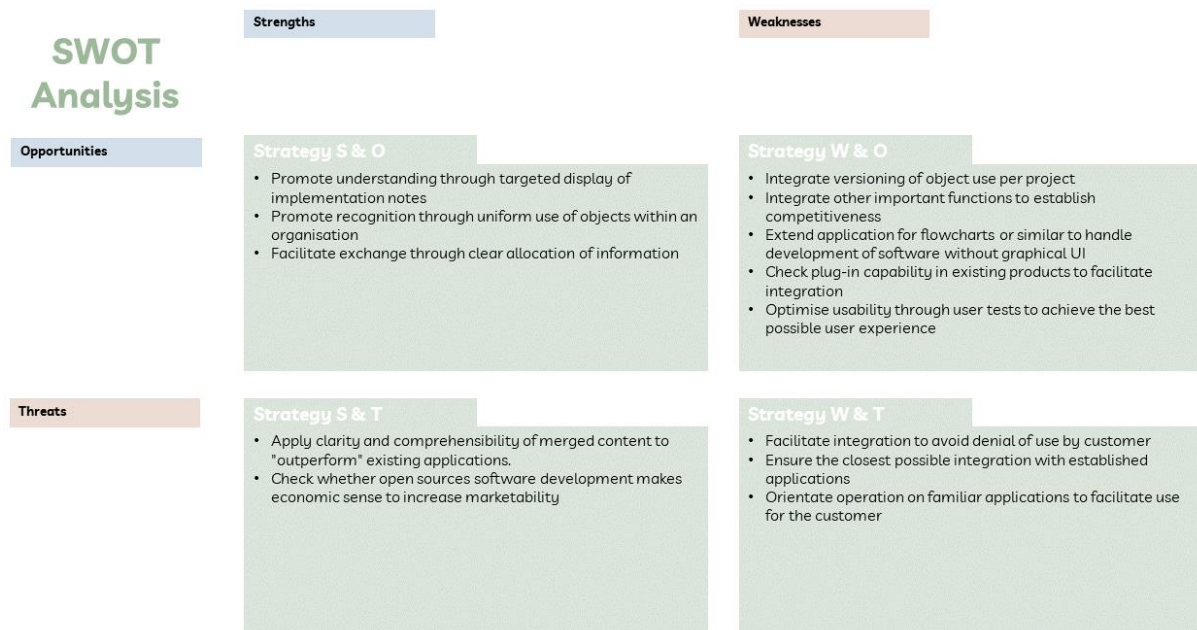 SWOT
Analysis
Strengths
Weaknesses
Opportunities
Strategy S & O
• Promote understanding through targeted display of
implementation notes
• Promote recognition through uniform use of objects within an
organisation
• Facilitate exchange through clear allocation of information
Strategy W & O
• Integrate versioning of object use per project
• Integrate other important functions to establish
competitiveness
• Extend application for flowcharts or similar to handle
development of software without graphical UI
• Check plug-in capability in existing products to facilitate
integration
• Optimise usability through user tests to achieve the best
possible user experience
Threats
Strategy S & T
• Apply clarity and comprehensibility of merged content to
"outperform" existing applications.
• Check whether open sources software development makes
economic sense to increase marketability
Strategy W & T
• Facilitate integration to avoid denial of use by customer
• Ensure the closest possible integration with established
applications
• Orientate operation on familiar applications to facilitate use
for the customer